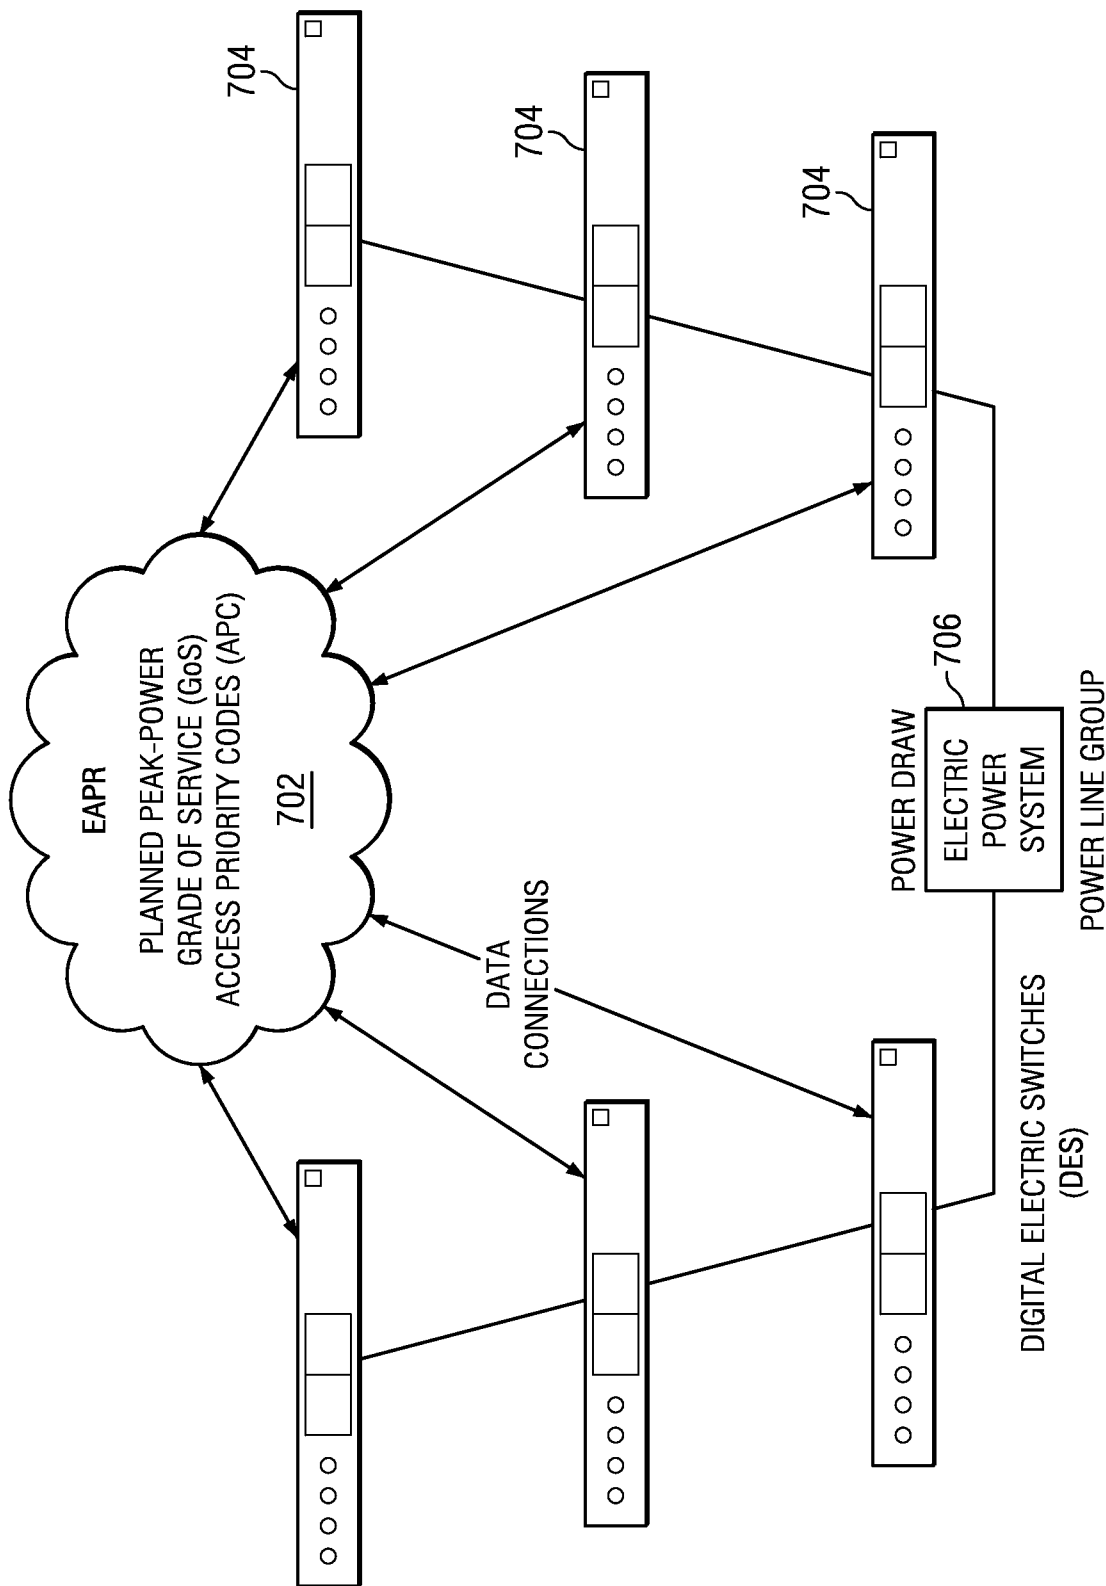 EAPR
PLANNED PEAK-POWER
GRADE OF SERVICE (GoS)
ACCESS PRIORITY CODES (APC)
702
704
704
704
DATA
CONNECTIONS
POWER DRAW
706
ELECTRIC
POWER
SYSTEM
POWER LINE GROUP
DIGITAL ELECTRIC SWITCHES
(DES)